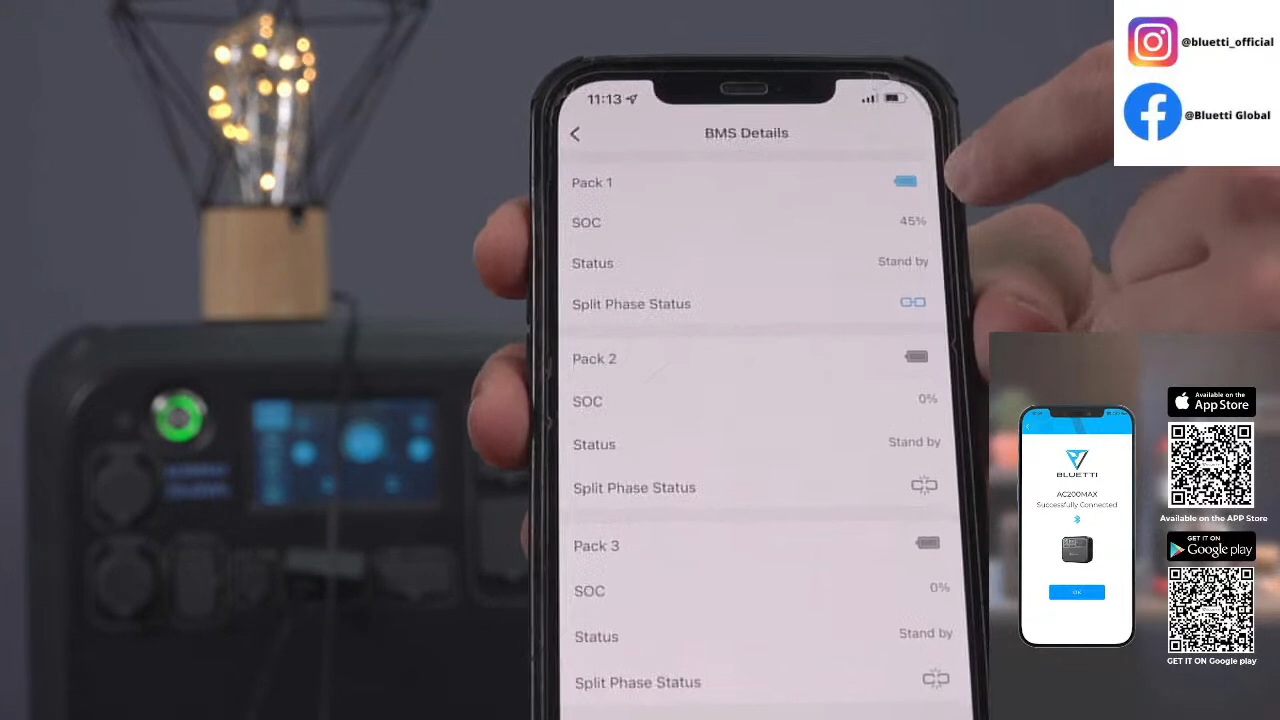 @bluetti_official
@Bluetti Global
11:13
BMS Details
Pack 1
SOC
45%
Status
Stand by
Split Phase Status
Pack 2
SOC
0%
Status
Stand by
Split Phase Status
Pack 3
SOC
0%
Status
Stand by
Split Phase Status
BLUETTI
AC200MAX
Successfully Connected
OK
Available on the
App Store
Available on the APP Store
GET IT ON
Google play
GET IT ON Google play